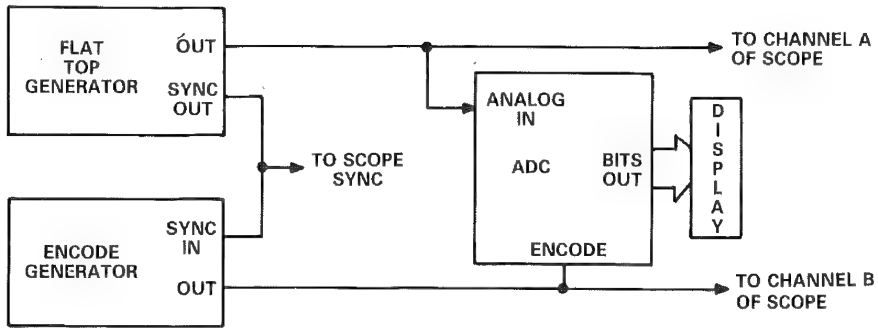 FLAT
TOP
GENERATOR
OUT
SYNC
OUT
TO CHANNEL A
OF SCOPE
ANALOG
IN
ADC
BITS
OUT
ENCODE
DISPLAY
TO SCOPE
SYNC
ENCODE
GENERATOR
SYNC
IN
OUT
TO CHANNEL B
OF SCOPE